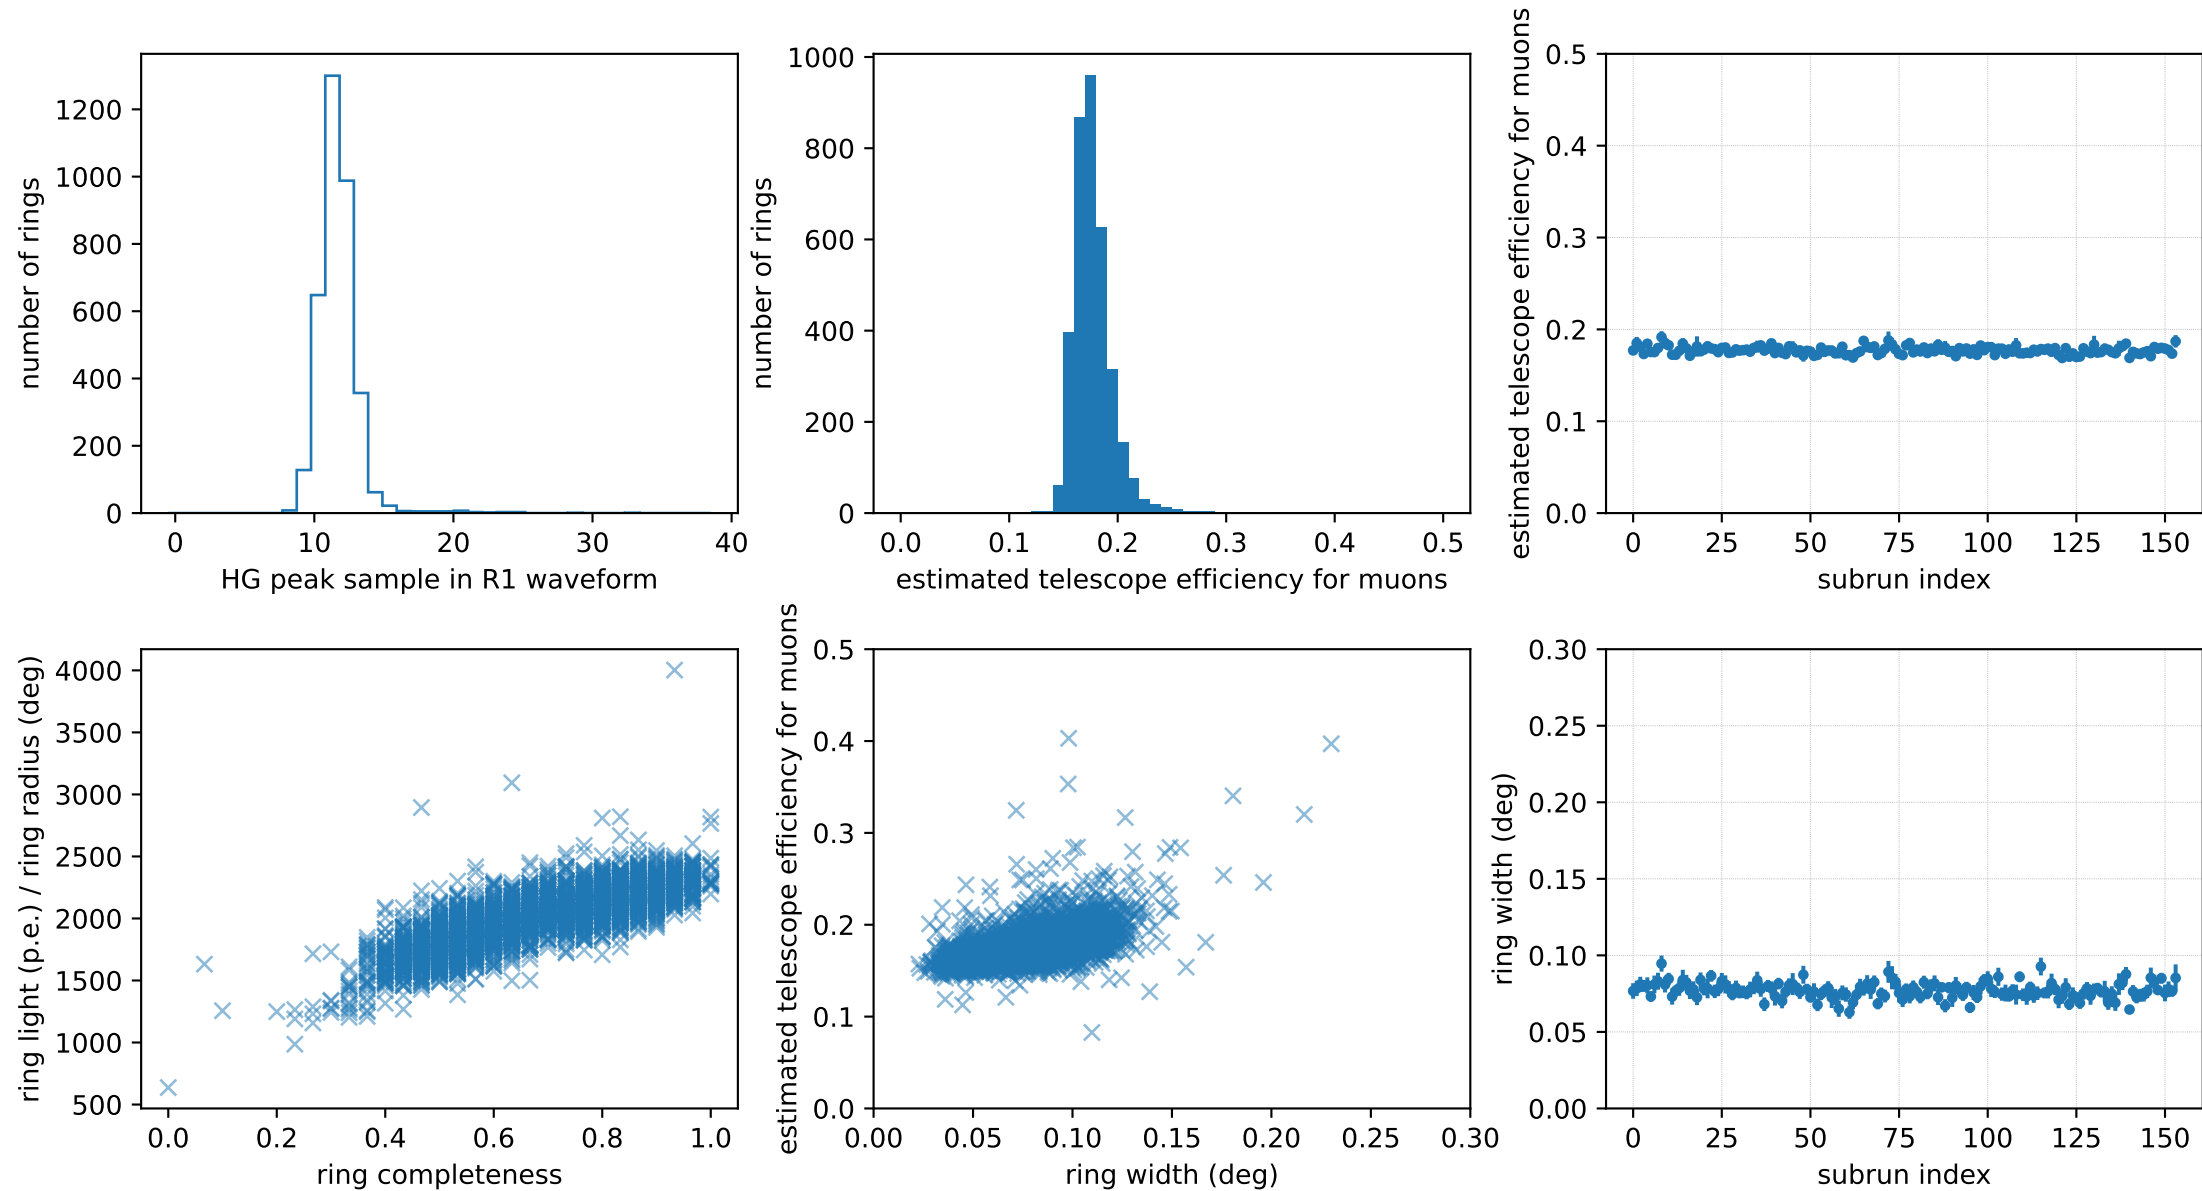 number of rings
1200
1000
800
600
400
200
0
0 10 20 30 40
HG peak sample in R1 waveform
number of rings
1000
800
600
400
200
0
0.0 0.1 0.2 0.3 0.4 0.5
estimated telescope efficiency for muons
estimated telescope efficiency for muons
0.5
0.4
0.3
0.2
0.1
0.0
0 25 50 75 100 125 150
subrun index
ring light (p.e.) / ring radius (deg)
4000
3500
3000
2500
2000
1500
1000
500
0.0 0.2 0.4 0.6 0.8 1.0
ring completeness
estimated telescope efficiency for muons
0.5
0.4
0.3
0.2
0.1
0.0
0.00 0.05 0.10 0.15 0.20 0.25 0.30
ring width (deg)
ring width (deg)
0.30
0.25
0.20
0.15
0.10
0.05
0.00
0 25 50 75 100 125 150
subrun index